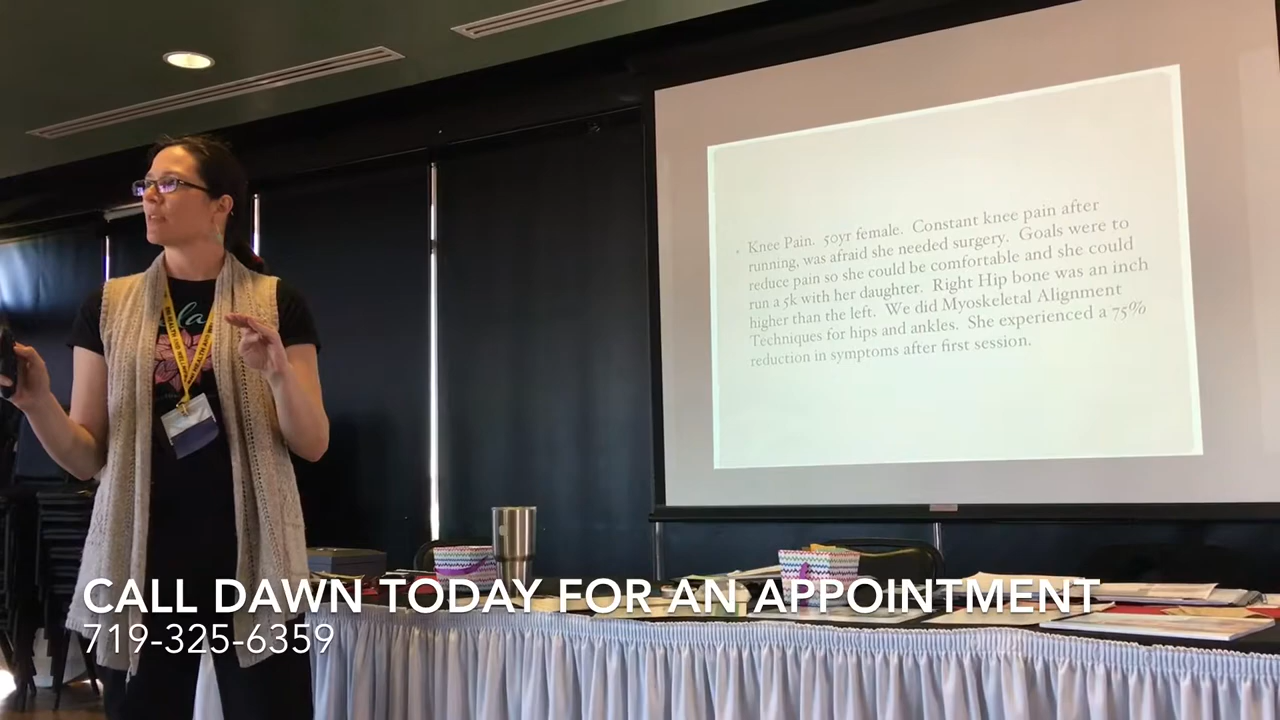 Knee Pain. 50yr female. Constant knee pain after
running, was afraid she needed surgery. Goals were to
reduce pain so she could be comfortable and she could
run a 5k with her daughter. Right Hip bone was an inch
higher than the left. We did Myoskeletal Alignment
Techniques for hips and ankles. She experienced a 75%
reduction in symptoms after first session.
CALL DAWN TODAY FOR AN APPOINTMENT
719-325-6359